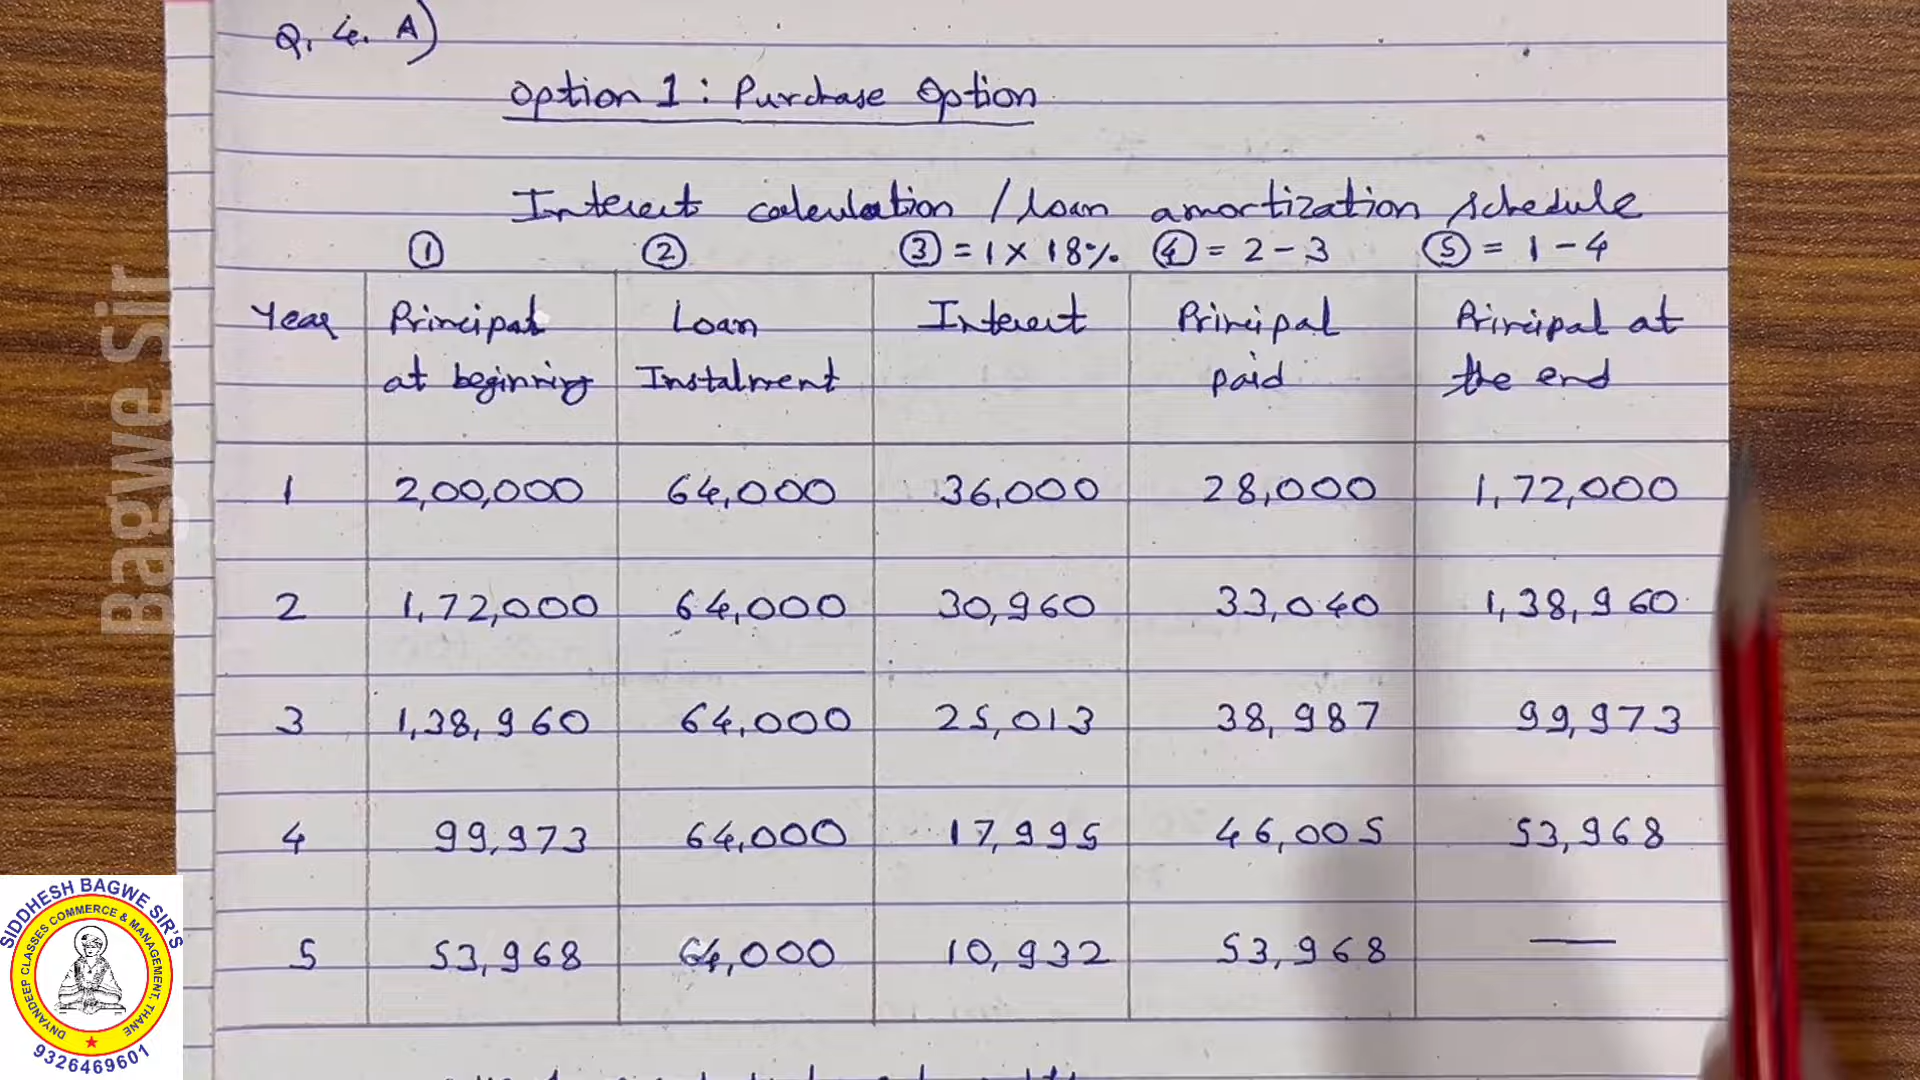 Q. 4. A)
Option 1 : Purchase Option
Interest calculation / loan amortization schedule
① ② ③ = 1 × 18% ④ = 2 - 3 ⑤ = 1 - 4
Year Principal at beginning Loan Instalment Interest Principal paid Principal at the end
1 2,00,000 64,000 36,000 28,000 1,72,000
2 1,72,000 64,000 30,960 33,040 1,38,960
3 1,38,960 64,000 25,013 38,987 99,973
4 99,973 64,000 17,995 46,005 53,968
5 53,968 64,000 10,932 53,968 —
Bagwe Sir
SIDDHESH BAGWE SIR'S
DNYANDEEP CLASSES COMMERCE & MANAGEMENT, THANE
9326469601